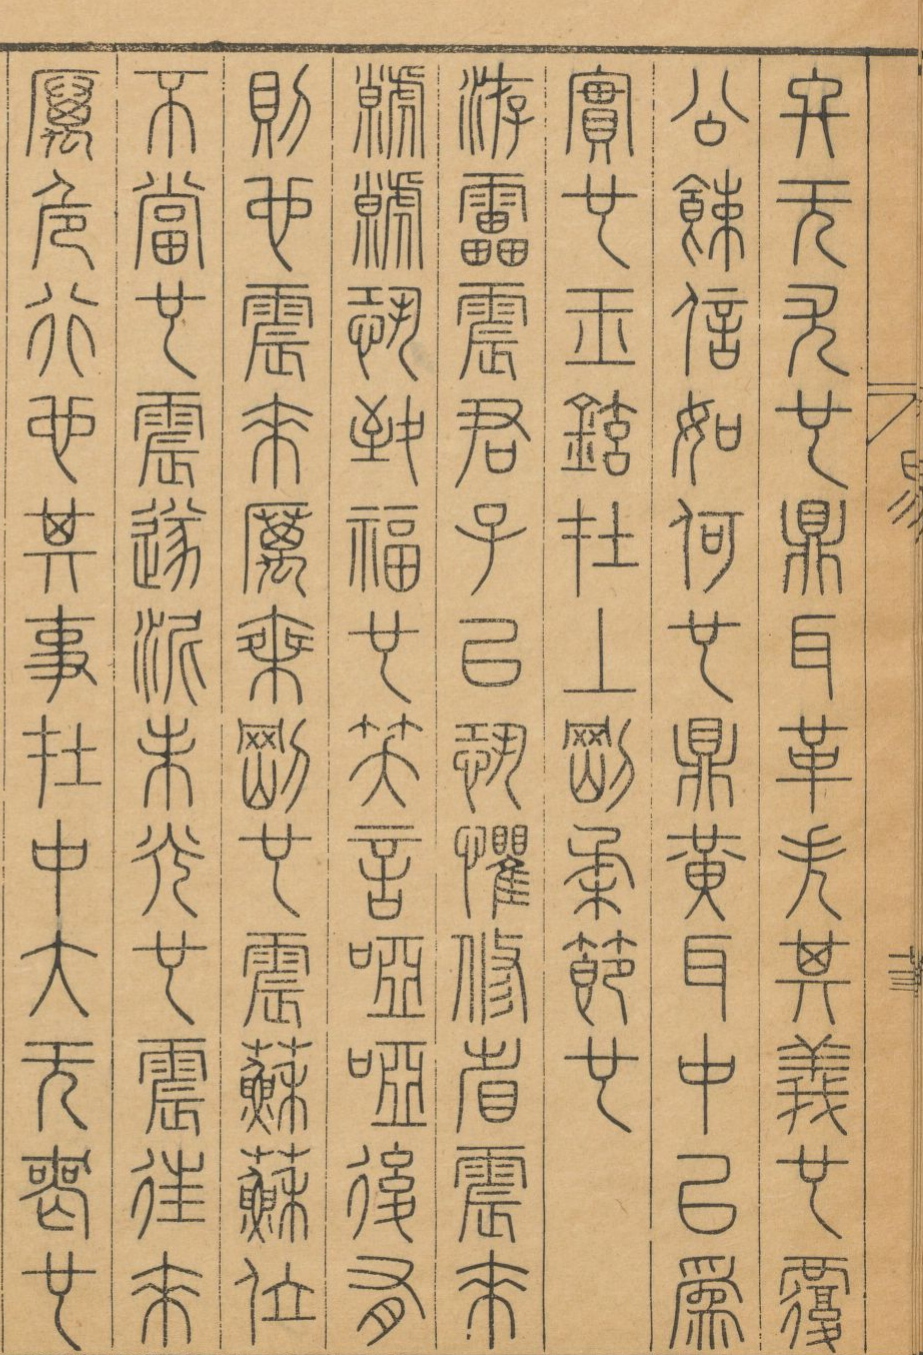 終无尤也鼎耳革失其義也覆
公餗信如何也鼎黃耳中以爲
實也玉鉉在上剛柔節也
洊雷震君子以恐懼修省震來
虩虩恐致福也笑言啞啞後有
則也震來厲乘剛也震蘇蘇位
不當也震遂泥未光也震往來
厲危行也其事在中大无喪也